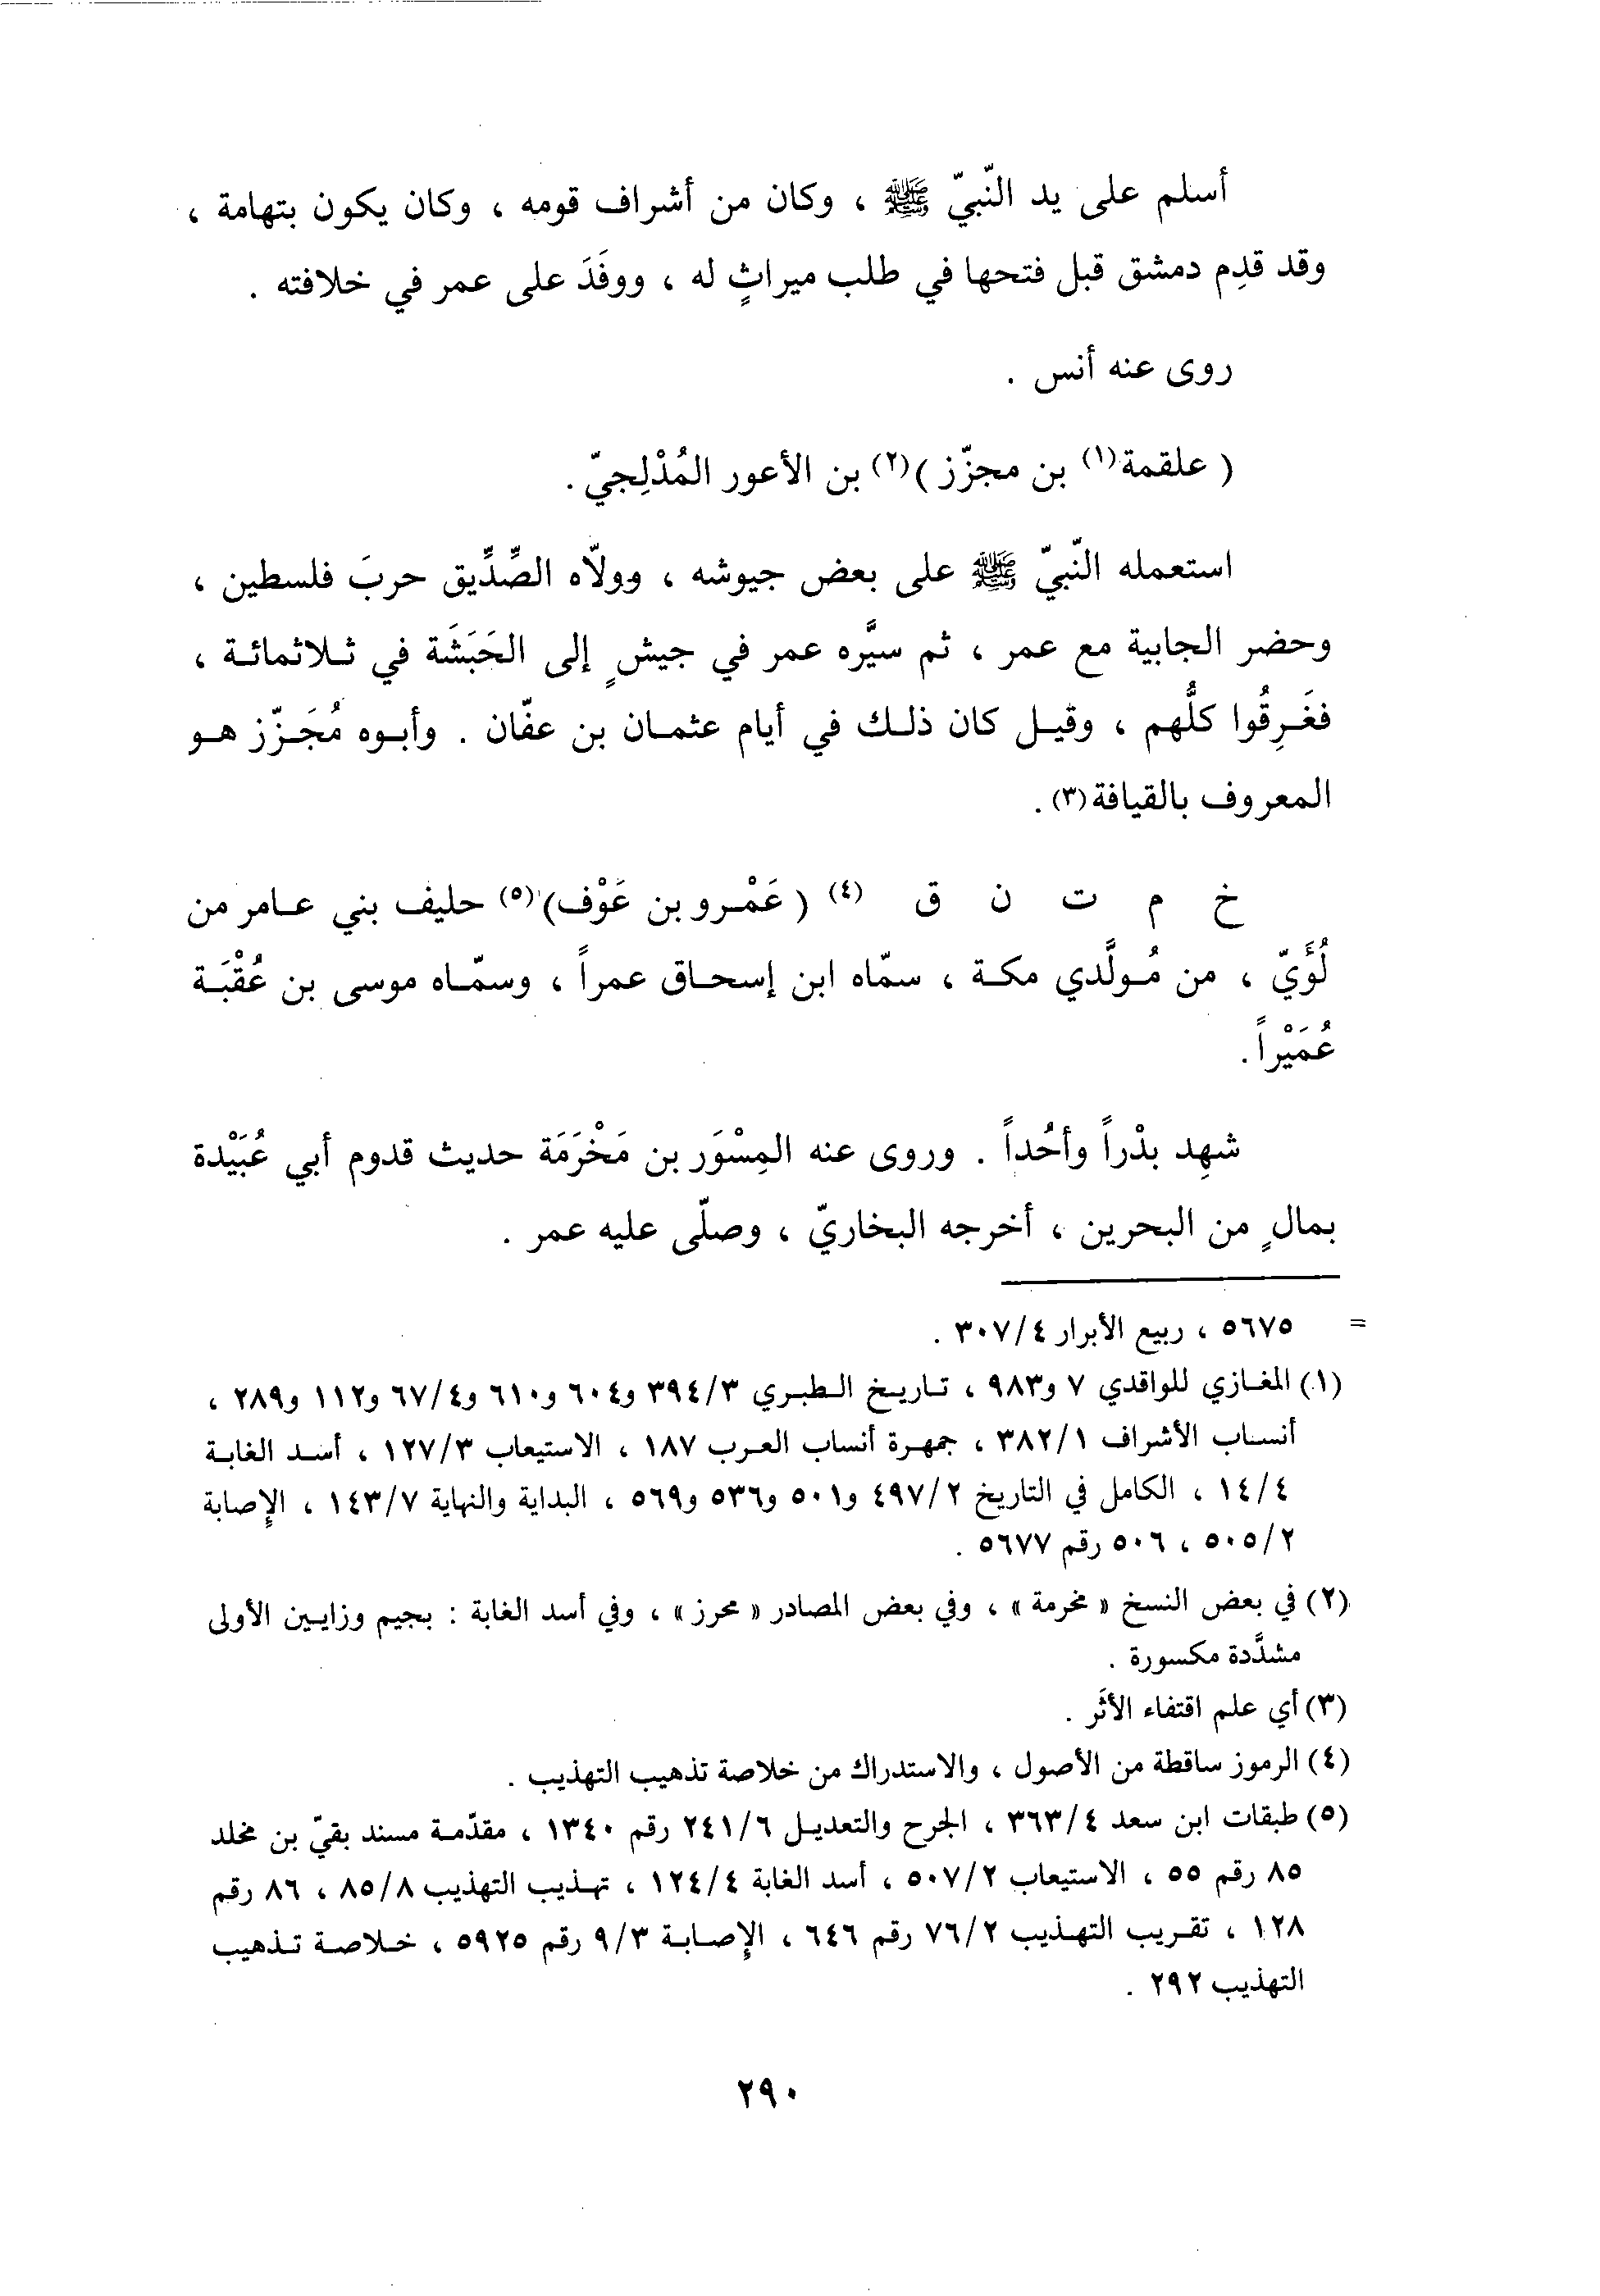 أسلم على يد النّبيّ ﷺ ، وكان من أشراف قومه ، وكان يكون بتهامة ،
وقد قدِم دمشق قبل فتحها في طلب ميراثٍ له ، ووفَدَ على عمر في خلافته .
روى عنه أنس .
( علقمة(١) بن مجزّز )(٢) بن الأعور المُدْلِجيّ .
استعمله النّبيّ ﷺ على بعض جيوشه ، وولّاه الصِّدِّيق حربَ فلسطين ،
وحضر الجابية مع عمر ، ثم سيَّره عمر في جيشٍ إلى الحَبَشَة في ثلاثمائة ،
فغَرِقُوا كلُّهم ، وقيل كان ذلك في أيام عثمان بن عفّان . وأبوه مُجَزّز هو
المعروف بالقيافة(٣) .
خ م ت ن ق (٤) ( عَمْرو بن عَوْف)(٥) حليف بني عامر من
لُؤَيّ ، من مُولَّدي مكة ، سمّاه ابن إسحاق عمراً ، وسمّاه موسى بن عُقْبَة
عُمَيْراً .
شهِد بدْراً وأحُداً . وروى عنه المِسْوَر بن مَخْرَمَة حديث قدوم أبي عُبَيْدة
بمالٍ من البحرين ، أخرجه البخاريّ ، وصلّى عليه عمر .
= ٥٦٧٥ ، ربيع الأبرار ٣٠٧/٤ .
(١) المغازي للواقدي ٧ و٩٨٣ ، تاريخ الطبري ٣٩٤/٣ و٦٠٤ و٦١٠ و٦٧/٤ و١١٢ و٢٨٩ ،
أنساب الأشراف ٣٨٢/١ ، جمهرة أنساب العرب ١٨٧ ، الاستيعاب ١٢٧/٣ ، أسد الغابة
١٤/٤ ، الكامل في التاريخ ٤٩٧/٢ و٥٠١ و٥٣٦ و٥٦٩ ، البداية والنهاية ١٤٣/٧ ، الإصابة
٥٠٥/٢ ، ٥٠٦ رقم ٥٦٧٧ .
(٢) في بعض النسخ « مخرمة » ، وفي بعض المصادر « محرز » ، وفي أسد الغابة : بجيم وزايين الأولى
مشدَّدة مكسورة .
(٣) أي علم اقتفاء الأثَر .
(٤) الرموز ساقطة من الأصول ، والاستدراك من خلاصة تذهيب التهذيب .
(٥) طبقات ابن سعد ٣٦٣/٤ ، الجرح والتعديل ٢٤١/٦ رقم ١٣٤٠ ، مقدّمة مسند بقيّ بن مخلد
٨٥ رقم ٥٥ ، الاستيعاب ٥٠٧/٢ ، أسد الغابة ١٢٤/٤ ، تهذيب التهذيب ٨٥/٨ ، ٨٦ رقم
١٢٨ ، تقريب التهذيب ٧٦/٢ رقم ٦٤٦ ، الإصابة ٩/٣ رقم ٥٩٢٥ ، خلاصة تذهيب
التهذيب ٢٩٢ .
٢٩٠